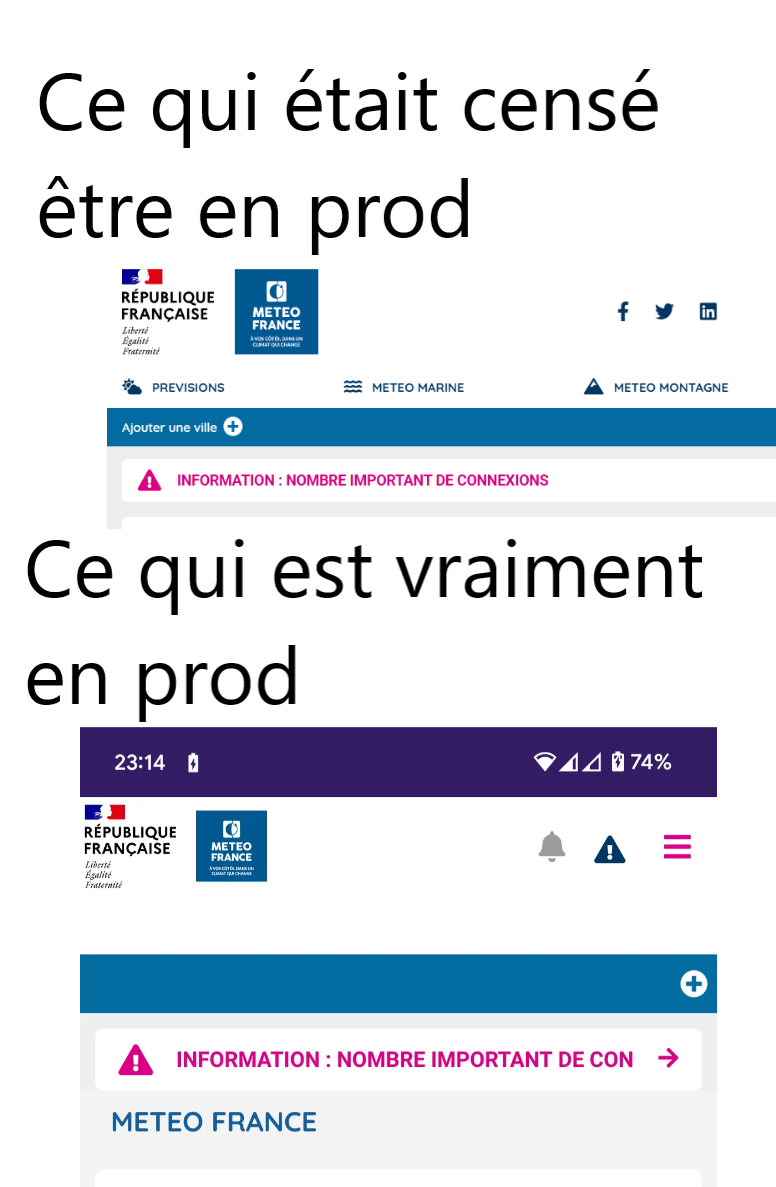 Ce qui était censé
être en prod
RÉPUBLIQUE
FRANÇAISE
Liberté
Égalité
Fraternité
METEO
FRANCE
À VOS CÔTÉS, DANS UN
CLIMAT QUI CHANGE
PREVISIONS
METEO MARINE
METEO MONTAGNE
Ajouter une ville
INFORMATION : NOMBRE IMPORTANT DE CONNEXIONS
Ce qui est vraiment
en prod
23:14
74%
RÉPUBLIQUE
FRANÇAISE
Liberté
Égalité
Fraternité
METEO
FRANCE
À VOS CÔTÉS, DANS UN
CLIMAT QUI CHANGE
INFORMATION : NOMBRE IMPORTANT DE CON
METEO FRANCE